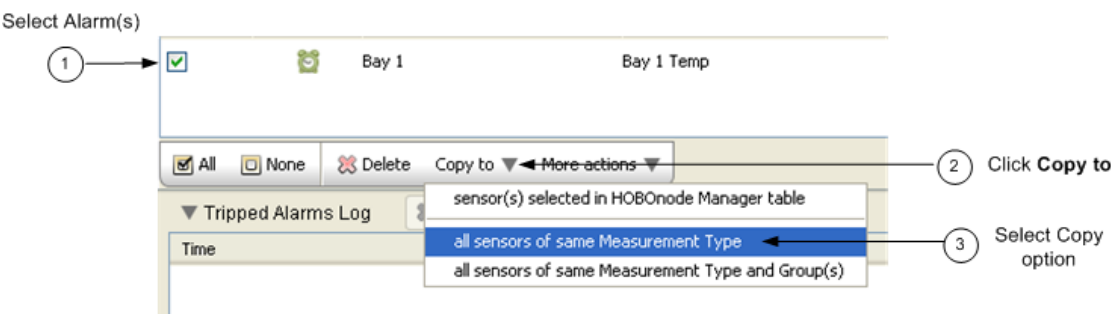 Select Alarm(s)
1
Bay 1 Bay 1 Temp
All None Delete Copy to More actions
2 Click Copy to
sensor(s) selected in HOBOnode Manager table
Tripped Alarms Log
Time
all sensors of same Measurement Type
3 Select Copy
option
all sensors of same Measurement Type and Group(s)